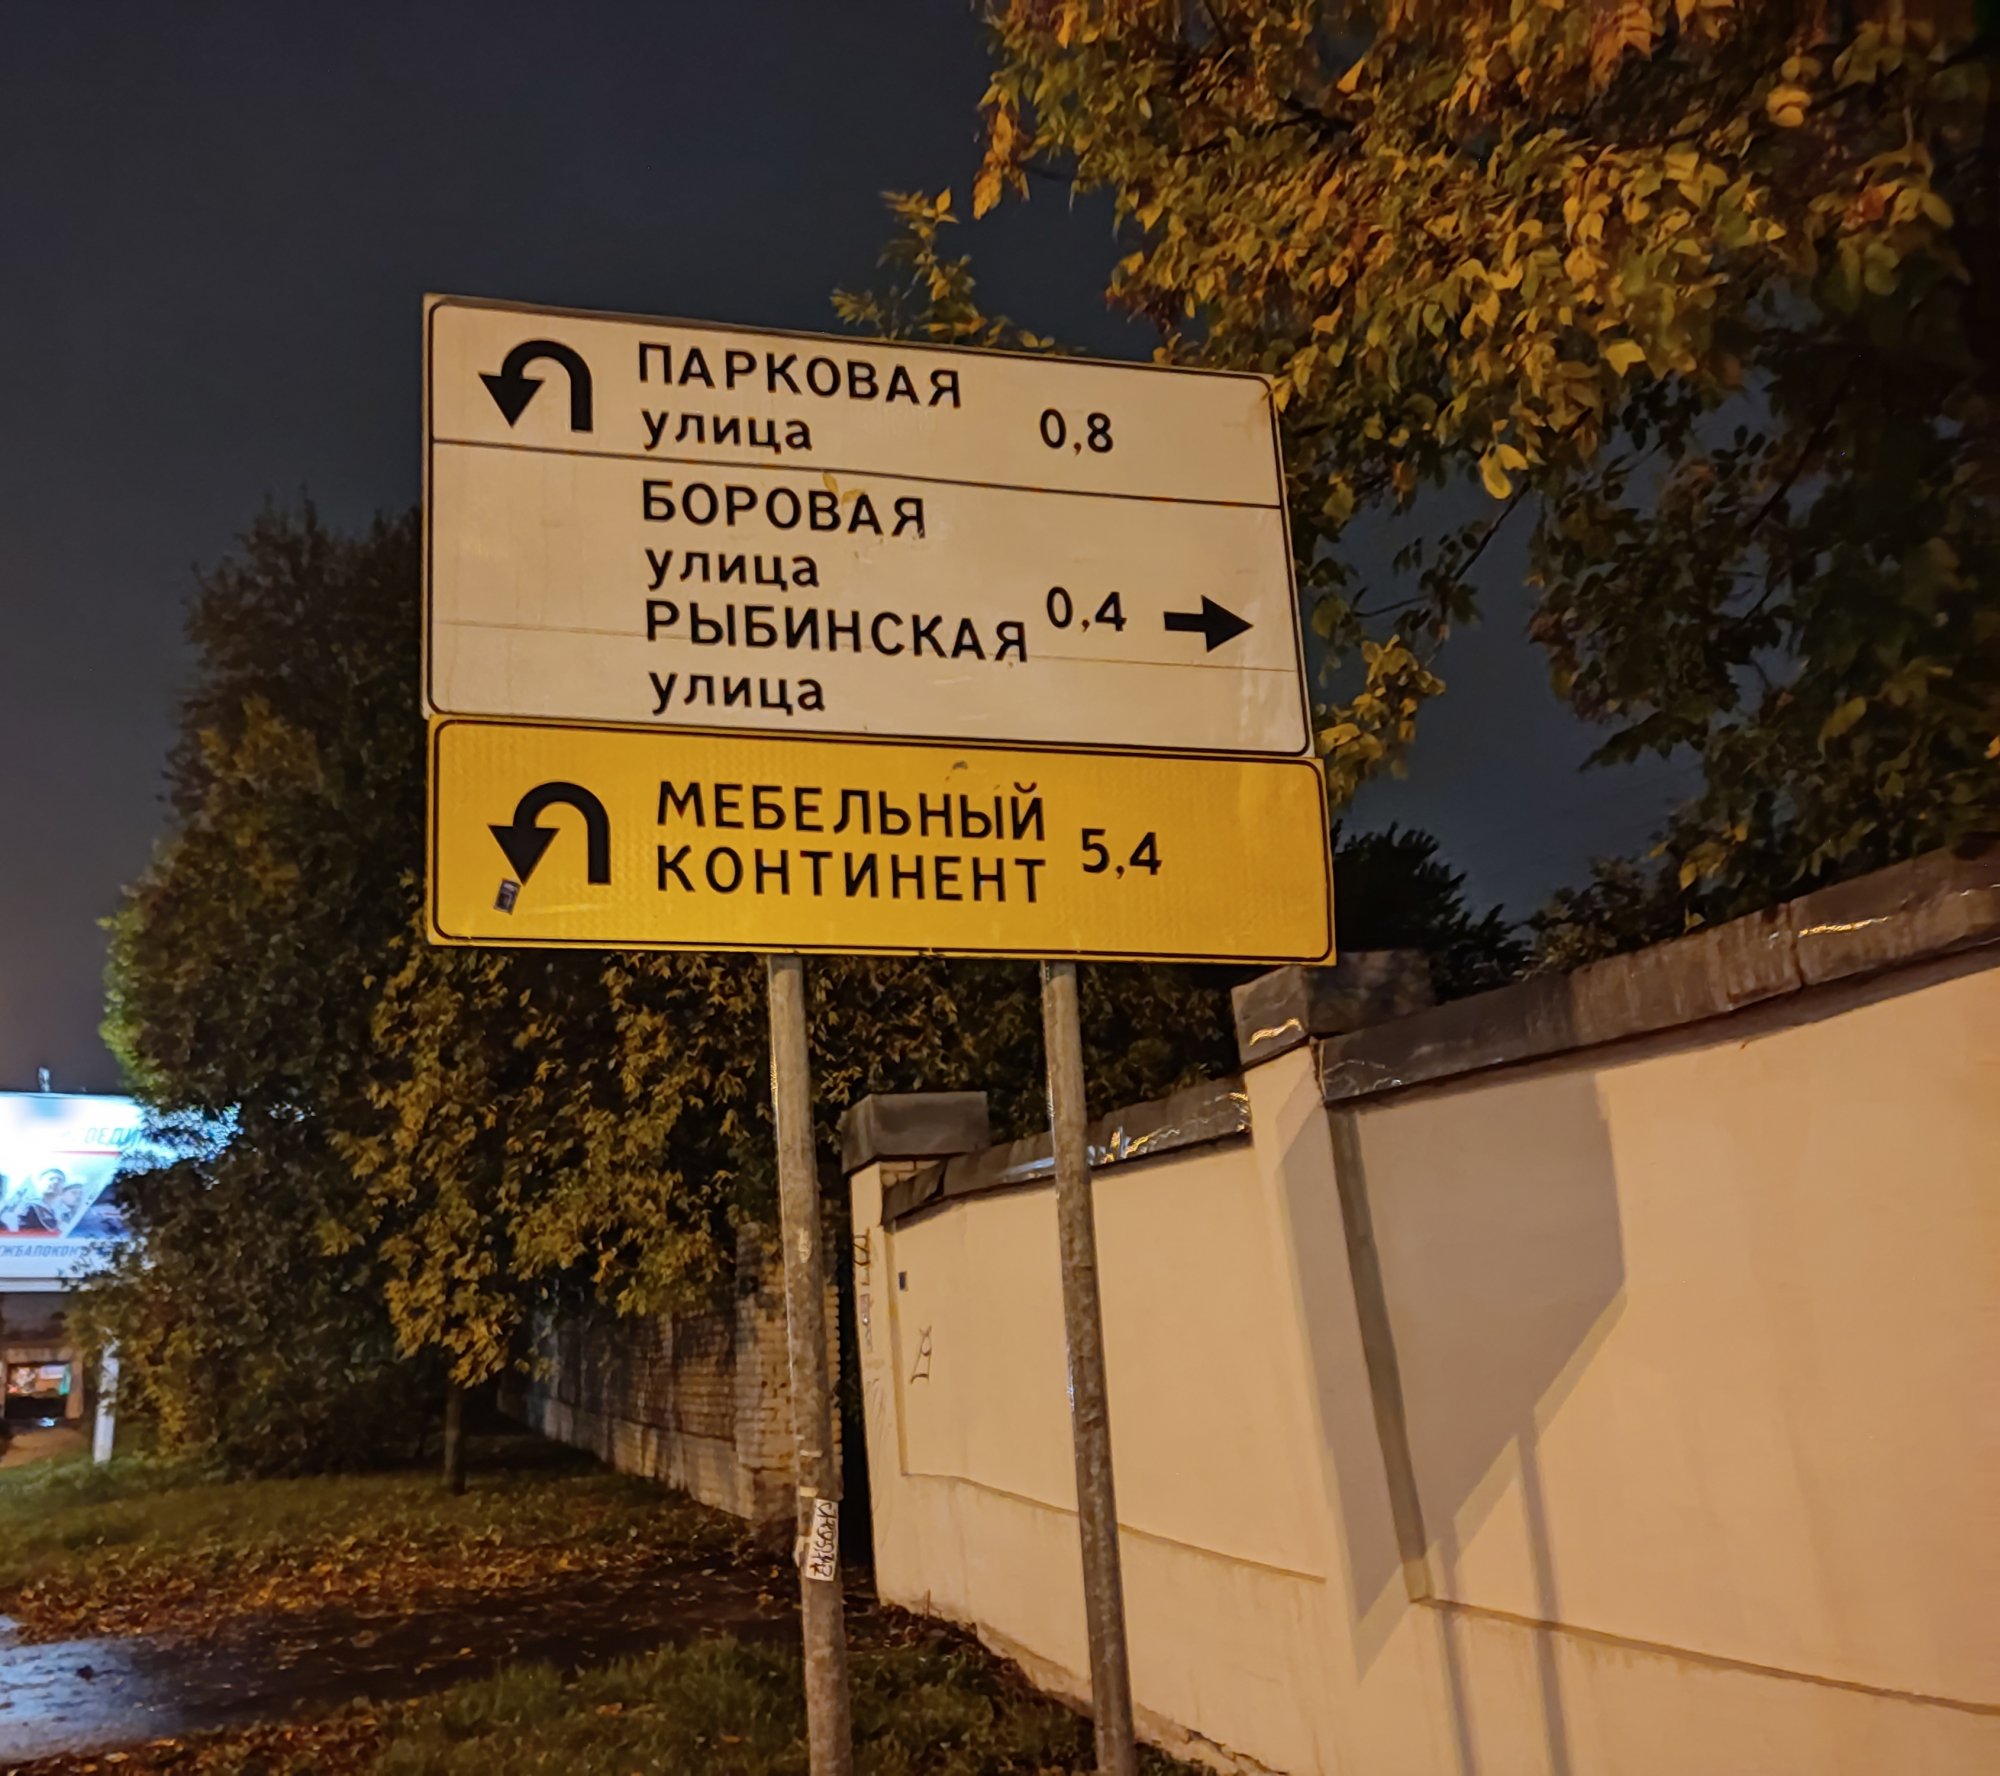 ПАРКОВАЯ
улица 0,8
БОРОВАЯ
улица
РЫБИНСКАЯ 0,4
улица
МЕБЕЛЬНЫЙ
КОНТИНЕНТ 5,4